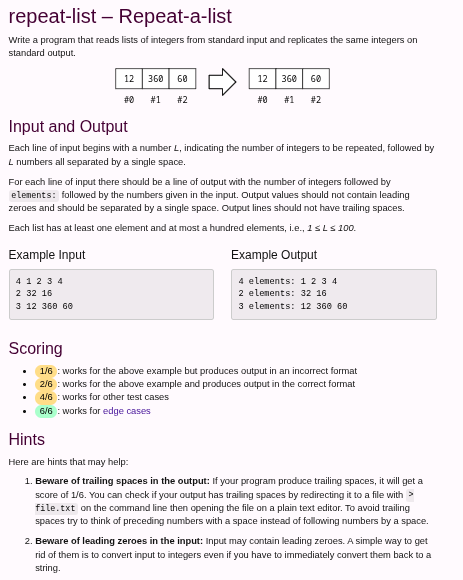 repeat-list – Repeat-a-list
Write a program that reads lists of integers from standard input and replicates the same integers on
standard output.
12 360 60 12 360 60
#0 #1 #2 #0 #1 #2
Input and Output
Each line of input begins with a number L, indicating the number of integers to be repeated, followed by
L numbers all separated by a single space.
For each line of input there should be a line of output with the number of integers followed by
elements: followed by the numbers given in the input. Output values should not contain leading
zeroes and should be separated by a single space. Output lines should not have trailing spaces.
Each list has at least one element and at most a hundred elements, i.e., 1 ≤ L ≤ 100.
Example Input
4 1 2 3 4
2 32 16
3 12 360 60
Example Output
4 elements: 1 2 3 4
2 elements: 32 16
3 elements: 12 360 60
Scoring
• 1/6 : works for the above example but produces output in an incorrect format
• 2/6 : works for the above example and produces output in the correct format
• 4/6 : works for other test cases
• 6/6 : works for edge cases
Hints
Here are hints that may help:
1. Beware of trailing spaces in the output: If your program produce trailing spaces, it will get a
score of 1/6. You can check if your output has trailing spaces by redirecting it to a file with >
file.txt on the command line then opening the file on a plain text editor. To avoid trailing
spaces try to think of preceding numbers with a space instead of following numbers by a space.
2. Beware of leading zeroes in the input: Input may contain leading zeroes. A simple way to get
rid of them is to convert input to integers even if you have to immediately convert them back to a
string.